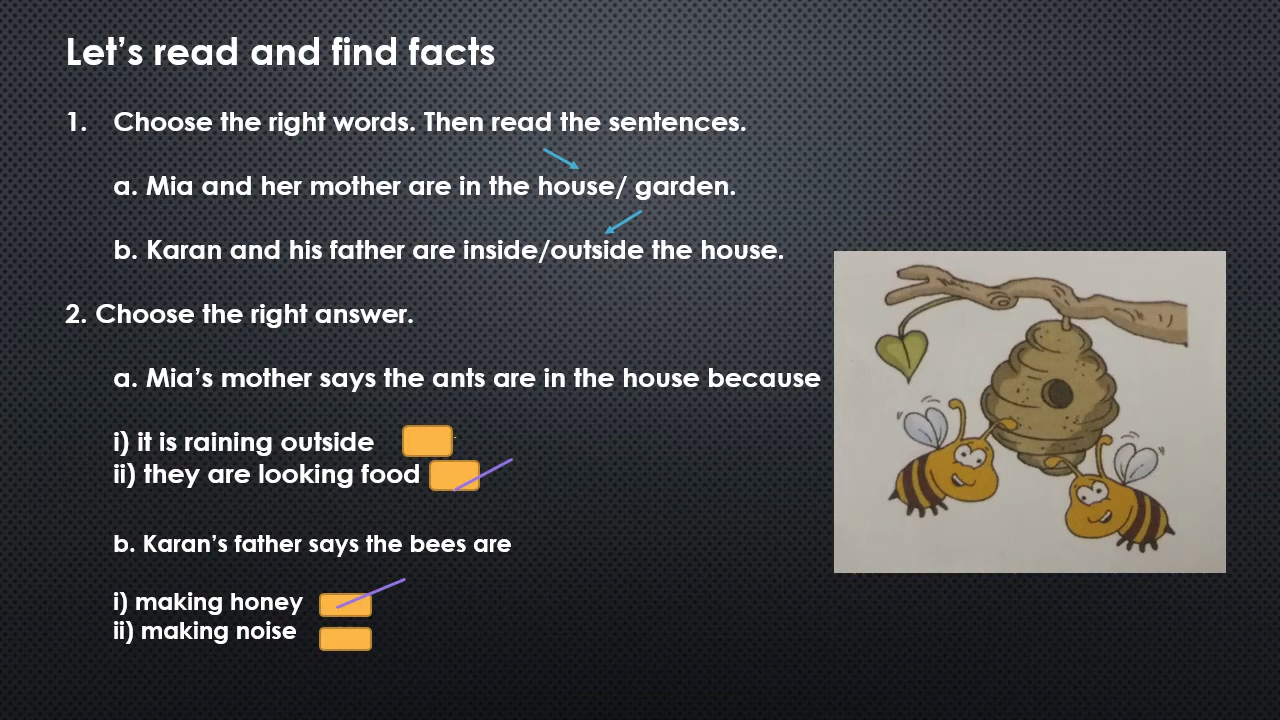 Let’s read and find facts
1. Choose the right words. Then read the sentences.
a. Mia and her mother are in the house/ garden.
b. Karan and his father are inside/outside the house.
2. Choose the right answer.
a. Mia’s mother says the ants are in the house because
i) it is raining outside
ii) they are looking food
b. Karan’s father says the bees are
i) making honey
ii) making noise